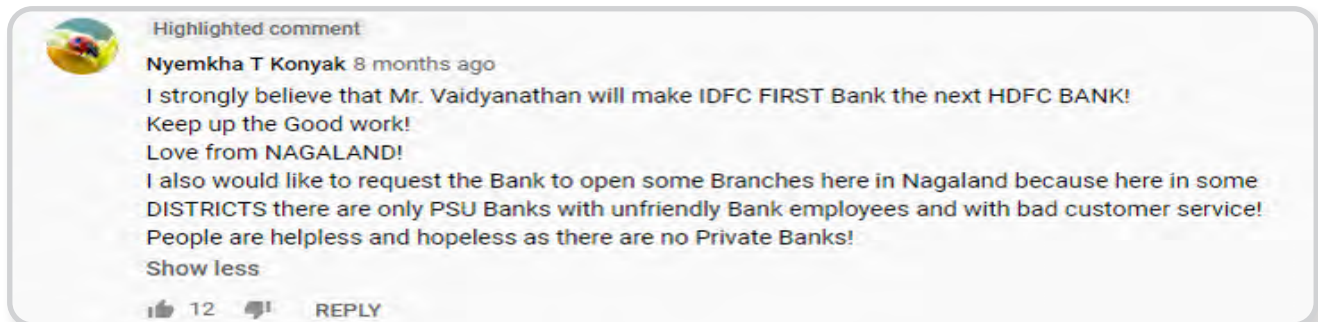 Highlighted comment
Nyemkha T Konyak 8 months ago
I strongly believe that Mr. Vaidyanathan will make IDFC FIRST Bank the next HDFC BANK!
Keep up the Good work!
Love from NAGALAND!
I also would like to request the Bank to open some Branches here in Nagaland because here in some
DISTRICTS there are only PSU Banks with unfriendly Bank employees and with bad customer service!
People are helpless and hopeless as there are no Private Banks!
Show less
12 REPLY